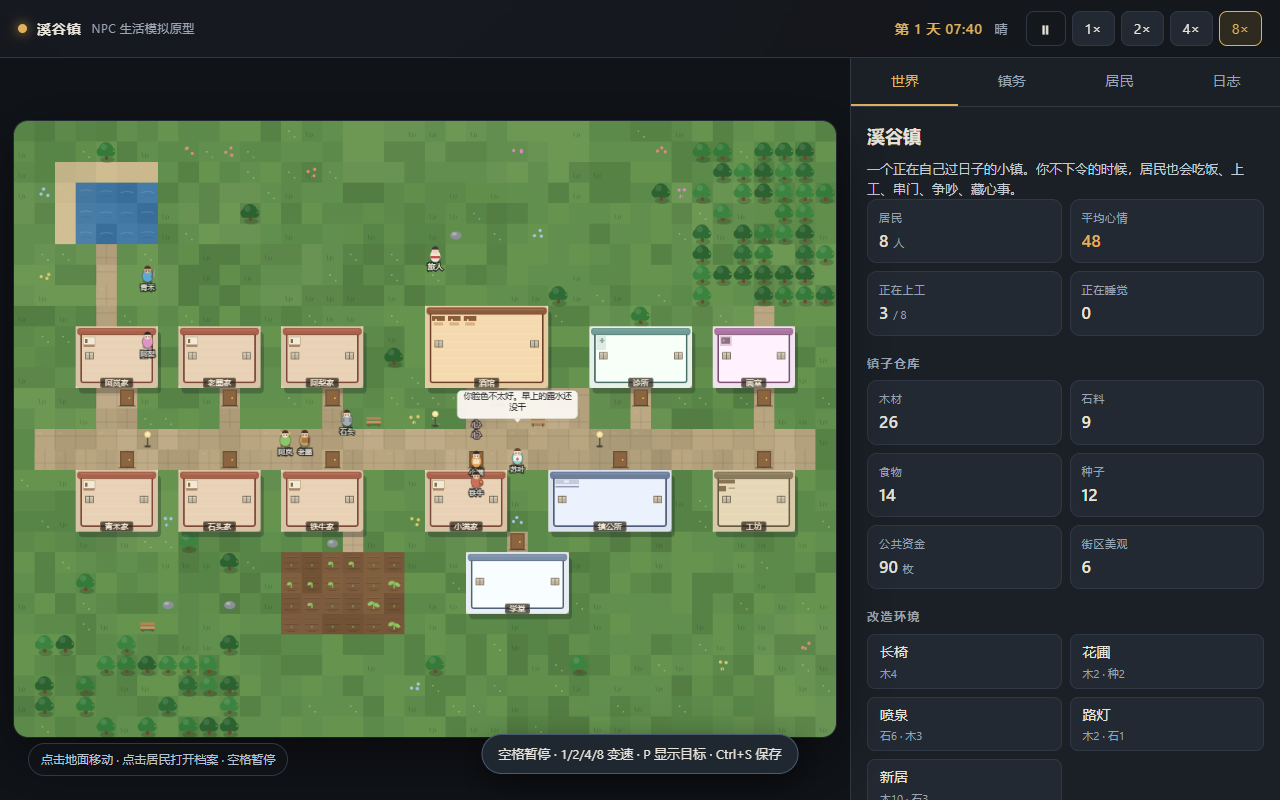 溪谷镇
NPC 生活模拟原型
第 1 天 07:40
晴
1×
2×
4×
8×
世界
镇务
居民
日志
溪谷镇
一个正在自己过日子的小镇。你不下令的时候，居民也会吃饭、上
工、串门、争吵、藏心事。
居民
8 人
平均心情
48
正在上工
3 / 8
正在睡觉
0
镇子仓库
木材
26
石料
9
食物
14
种子
12
公共资金
90 枚
街区美观
6
改造环境
长椅
木4
花圃
木2 · 种2
喷泉
石6 · 木3
路灯
木2 · 石1
新居
木10 · 石3
旅人
青禾
阿岚家
老墨家
阿梨家
酒馆
诊所
画室
你脸色不太好。早上的露水还
没干
石头
阿岚
老墨
苏叶
铁牛
青木家
石头家
铁牛家
小满家
镇公所
工坊
学堂
点击地面移动 · 点击居民打开档案 · 空格暂停
空格暂停 · 1/2/4/8 变速 · P 显示目标 · Ctrl+S 保存